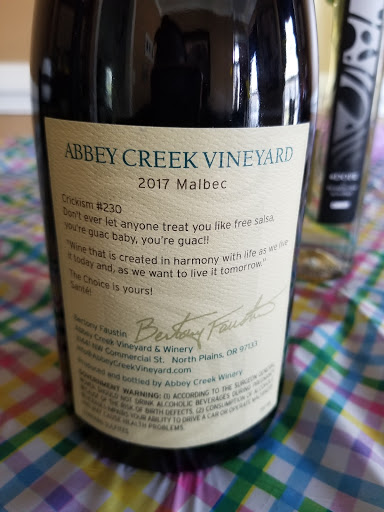 ABBEY CREEK VINEYARD
2017 Malbec
Crickism #230
Don't ever let anyone treat you like free salsa,
you're guac baby, you're guac!!
"Wine that is created in harmony with life as we live
it today and, as we want to live it tomorrow."
The Choice is yours!
Santé!
Bertony Faustin
Bertony Faustin
Abbey Creek Vineyard & Winery
Commercial St. North Plains, OR 97133
info@AbbeyCreekVineyard.com
Produced and bottled by Abbey Creek Winery
GOVERNMENT WARNING: (1) ACCORDING TO THE SURGEON GENERAL,
WOMEN SHOULD NOT DRINK ALCOHOLIC BEVERAGES DURING PREGNANCY
BECAUSE OF THE RISK OF BIRTH DEFECTS. (2) CONSUMPTION OF ALCOHOLIC
BEVERAGES IMPAIRS YOUR ABILITY TO DRIVE A CAR OR OPERATE MACHINERY,
AND MAY CAUSE HEALTH PROBLEMS.
SULFITES